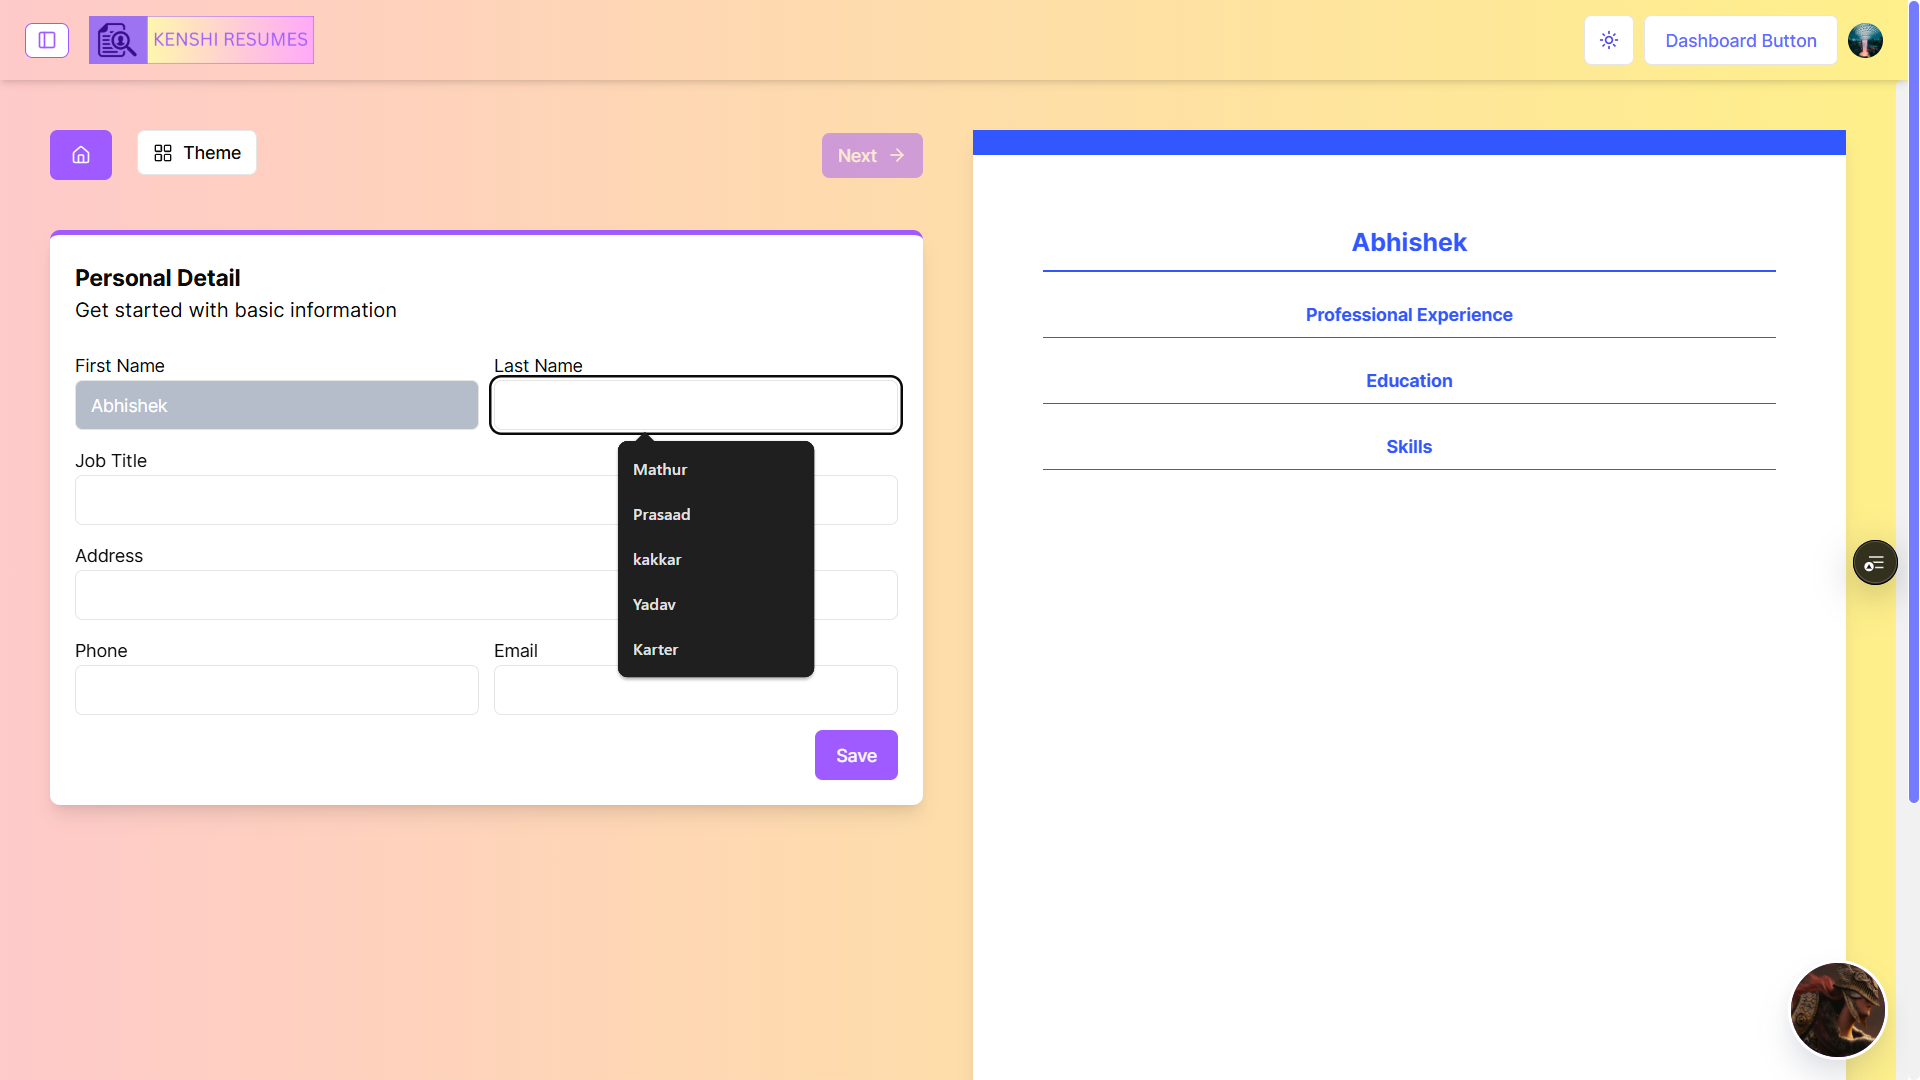 KENSHI RESUMES
Dashboard Button
Theme
Next
Personal Detail
Get started with basic information
First Name
Last Name
Abhishek
Mathur
Prasaad
kakkar
Yadav
Karter
Job Title
Address
Phone
Email
Save
Abhishek
Professional Experience
Education
Skills